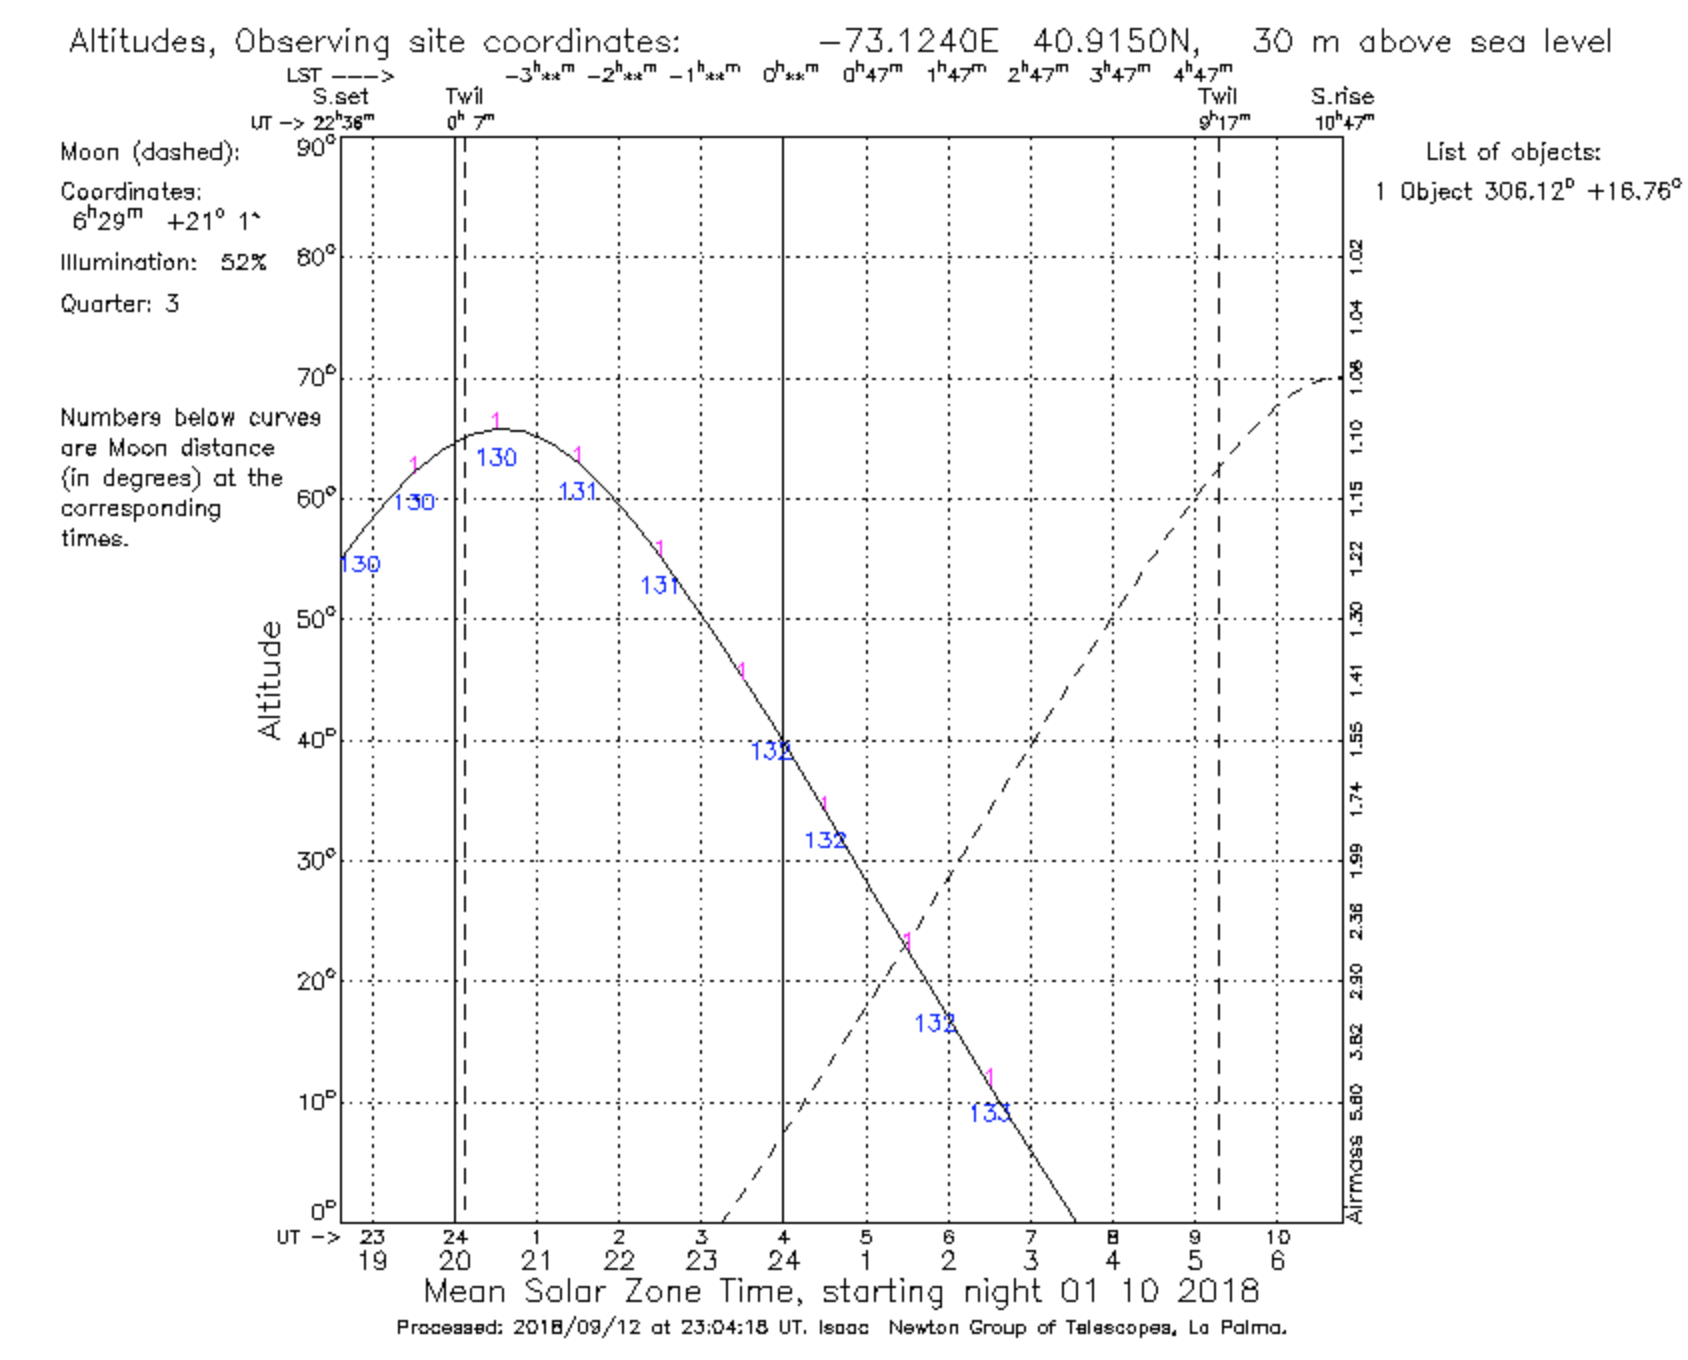 Altitudes, Observing site coordinates: −73.1240E 40.9150N, 30 m above sea level
LST −−−−> −3ʰ**ᵐ −2ʰ**ᵐ −1ʰ**ᵐ 0ʰ**ᵐ 0ʰ47ᵐ 1ʰ47ᵐ 2ʰ47ᵐ 3ʰ47ᵐ 4ʰ47ᵐ
S.set Twil Twil S.rise
UT −> 22ʰ36ᵐ 0ʰ 7ᵐ 9ʰ17ᵐ 10ʰ47ᵐ
Moon (dashed):
Coordinates:
6ʰ29ᵐ +21° 1`
Illumination: 52%
Quarter: 3
Numbers below curves
are Moon distance
(in degrees) at the
corresponding
times.
List of objects:
1 Object 306.12° +16.76°
90°
80°
70°
60°
50°
40°
30°
20°
10°
0°
Altitude
1
1
1
1
1
1
1
1
130
130
130
131
131
132
132
132
133
1.02
1.04
1.06
1.10
1.15
1.22
1.30
1.41
1.55
1.74
1.99
2.36
2.90
3.82
5.60
Airmass
UT −> 23 24 1 2 3 4 5 6 7 8 9 10
19 20 21 22 23 24 1 2 3 4 5 6
Mean Solar Zone Time, starting night 01 10 2018
Processed: 2018/09/12 at 23:04:18 UT. Isaac Newton Group of Telescopes, La Palma.